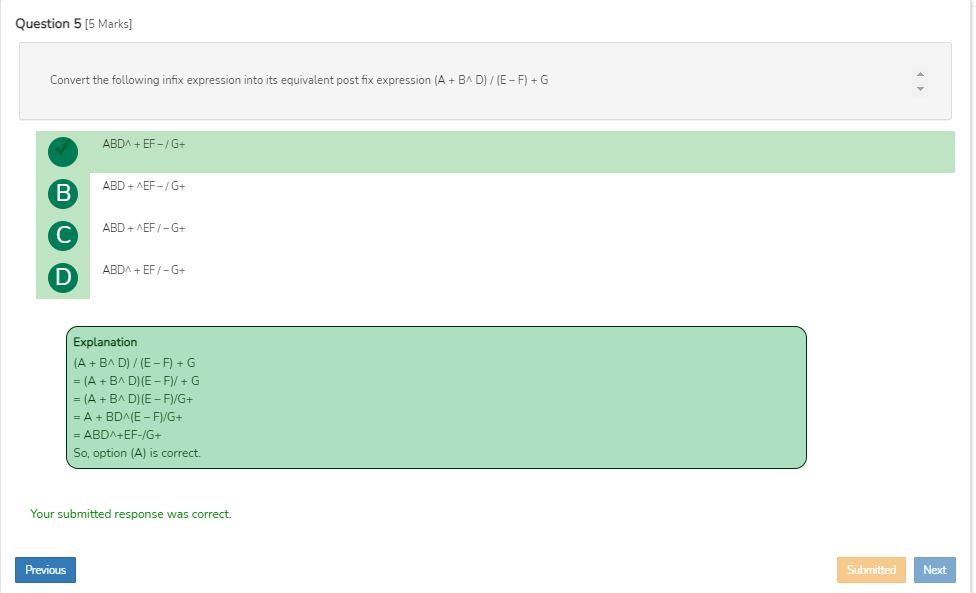 Question 5 [5 Marks]
Convert the following infix expression into its equivalent post fix expression (A + B^ D) / (E – F) + G
ABD^ + EF – / G+
B ABD + ^EF – / G+
C ABD + ^EF / – G+
D ABD^ + EF / – G+
Explanation
(A + B^ D) / (E – F) + G
= (A + B^ D)(E – F)/ + G
= (A + B^ D)(E – F)/G+
= A + BD^(E – F)/G+
= ABD^+EF-/G+
So, option (A) is correct.
Your submitted response was correct.
Previous
Submitted
Next